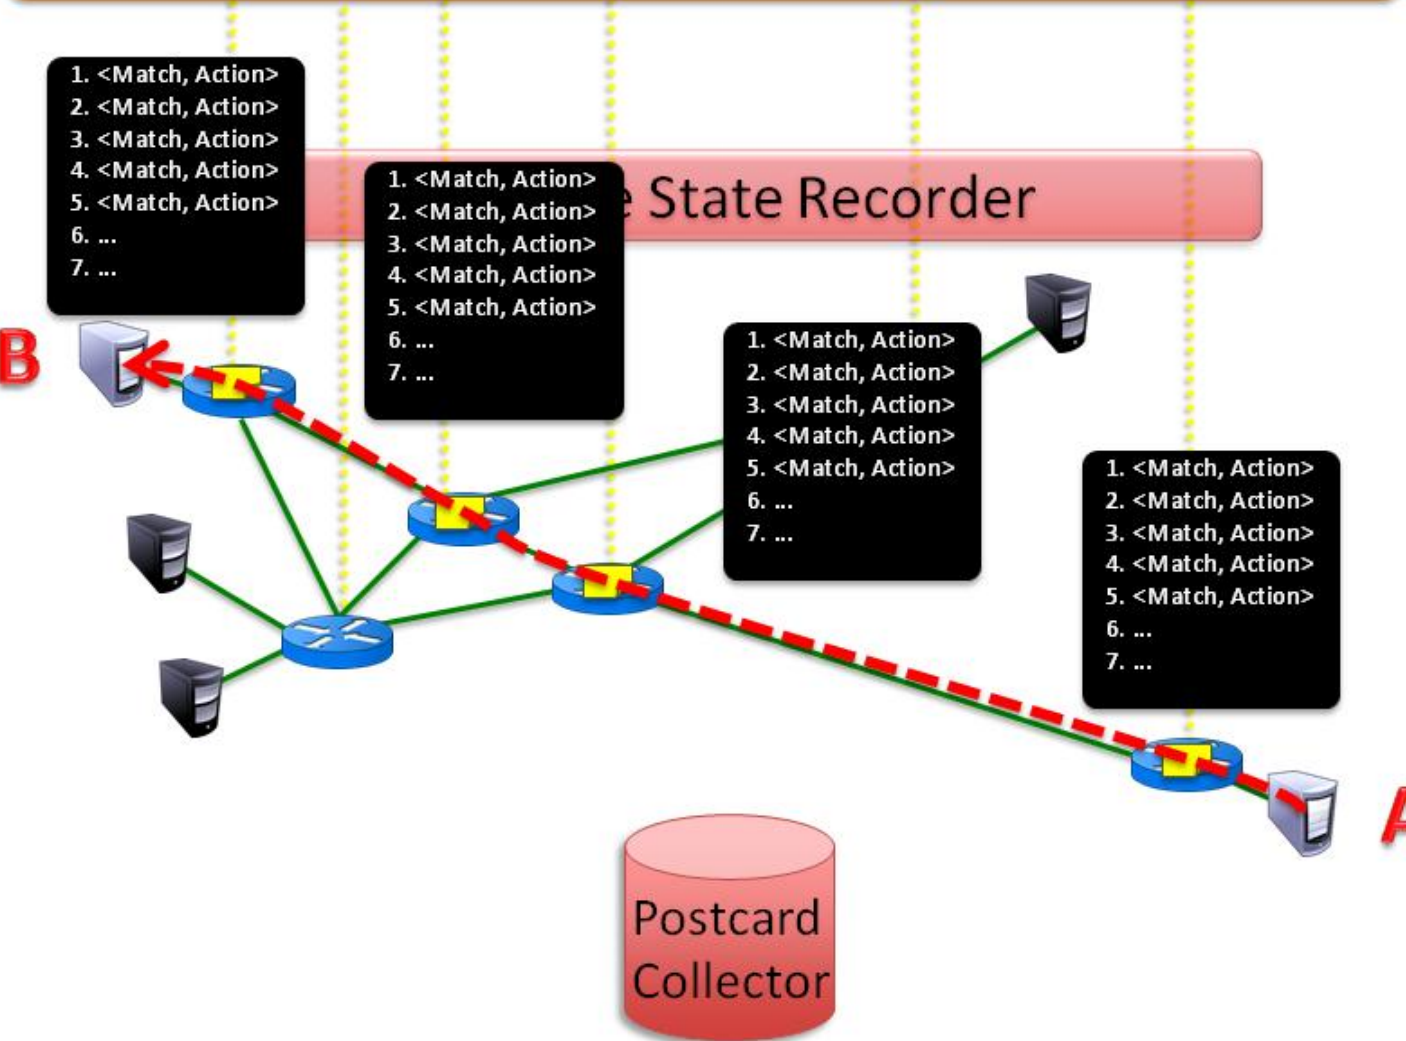 1. <Match, Action>
2. <Match, Action>
3. <Match, Action>
4. <Match, Action>
5. <Match, Action>
6. ...
7. ...
State Recorder
1. <Match, Action>
2. <Match, Action>
3. <Match, Action>
4. <Match, Action>
5. <Match, Action>
6. ...
7. ...
B
1. <Match, Action>
2. <Match, Action>
3. <Match, Action>
4. <Match, Action>
5. <Match, Action>
6. ...
7. ...
1. <Match, Action>
2. <Match, Action>
3. <Match, Action>
4. <Match, Action>
5. <Match, Action>
6. ...
7. ...
A
Postcard
Collector